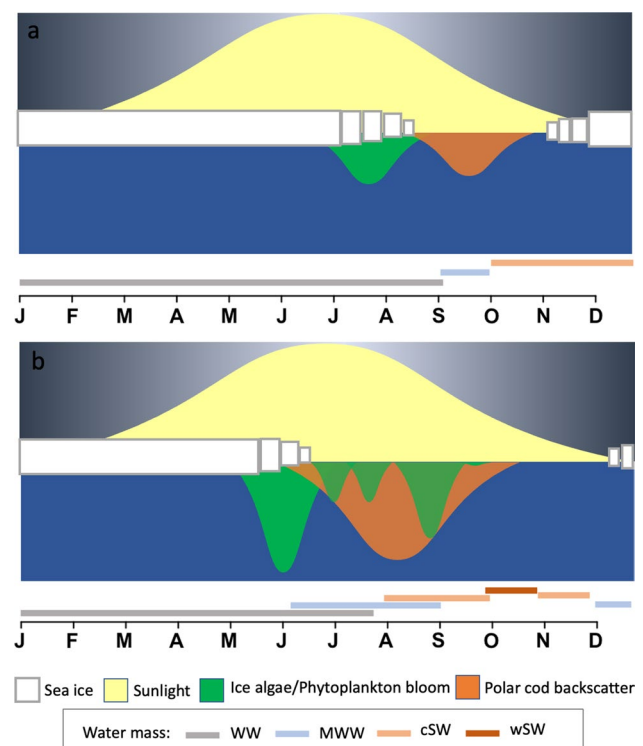 a
J F M A M J J A S O N D
b
J F M A M J J A S O N D
Sea ice Sunlight Ice algae/Phytoplankton bloom Polar cod backscatter
Water mass: WW MWW cSW wSW